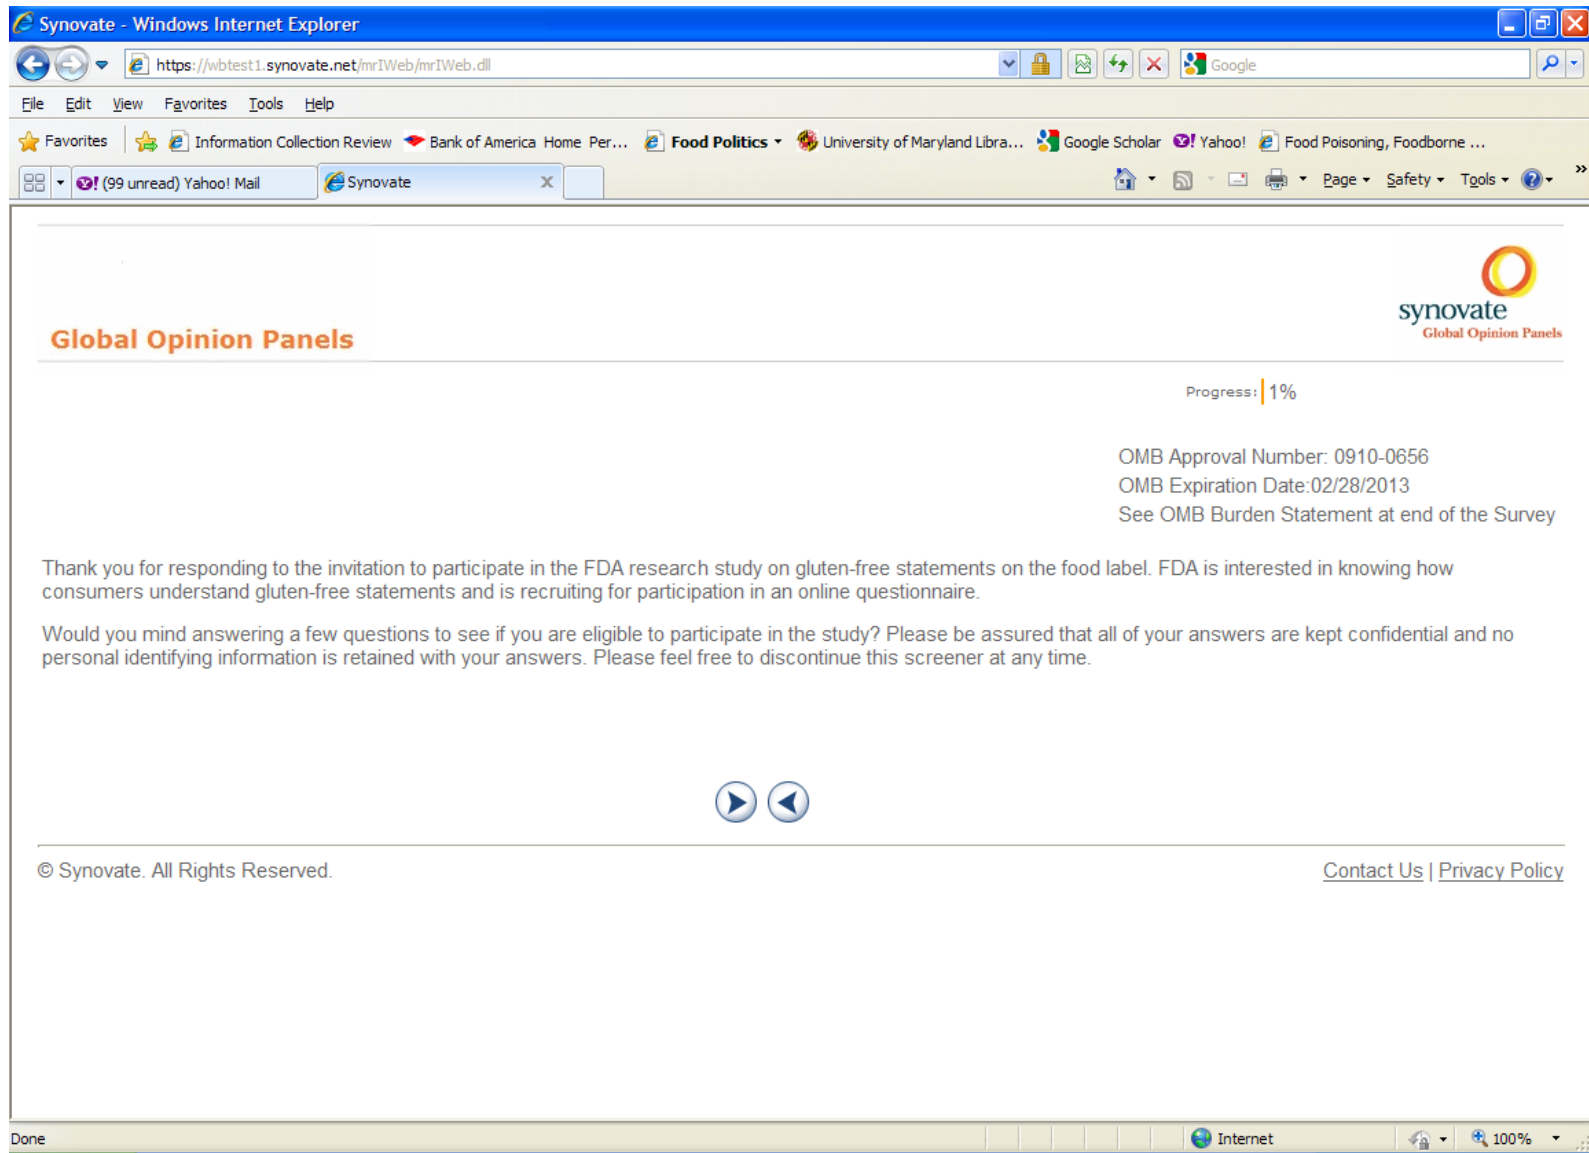 Synovate - Windows Internet Explorer
https://wbtest1.synovate.net/mrIWeb/mrIWeb.dll
Google
File Edit View Favorites Tools Help
Favorites Information Collection Review Bank of America Home Per... Food Politics University of Maryland Libra... Google Scholar Yahoo! Food Poisoning, Foodborne ...
(99 unread) Yahoo! Mail Synovate x Page Safety Tools »
Global Opinion Panels
synovate
Global Opinion Panels
Progress: 1%
OMB Approval Number: 0910-0656
OMB Expiration Date:02/28/2013
See OMB Burden Statement at end of the Survey
Thank you for responding to the invitation to participate in the FDA research study on gluten-free statements on the food label. FDA is interested in knowing how
consumers understand gluten-free statements and is recruiting for participation in an online questionnaire.
Would you mind answering a few questions to see if you are eligible to participate in the study? Please be assured that all of your answers are kept confidential and no
personal identifying information is retained with your answers. Please feel free to discontinue this screener at any time.
© Synovate. All Rights Reserved.
Contact Us | Privacy Policy
Done Internet 100%